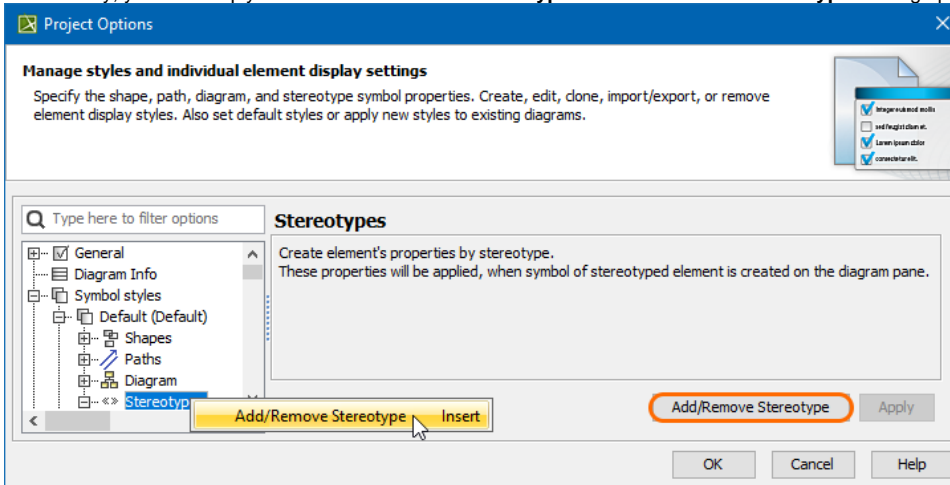 Project Options
Manage styles and individual element display settings
Specify the shape, path, diagram, and stereotype symbol properties. Create, edit, clone, import/export, or remove
element display styles. Also set default styles or apply new styles to existing diagrams.
Type here to filter options
General
Diagram Info
Symbol styles
Default (Default)
Shapes
Paths
Diagram
Stereotyp
Stereotypes
Create element's properties by stereotype.
These properties will be applied, when symbol of stereotyped element is created on the diagram pane.
Add/Remove Stereotype Insert
Add/Remove Stereotype
Apply
OK
Cancel
Help